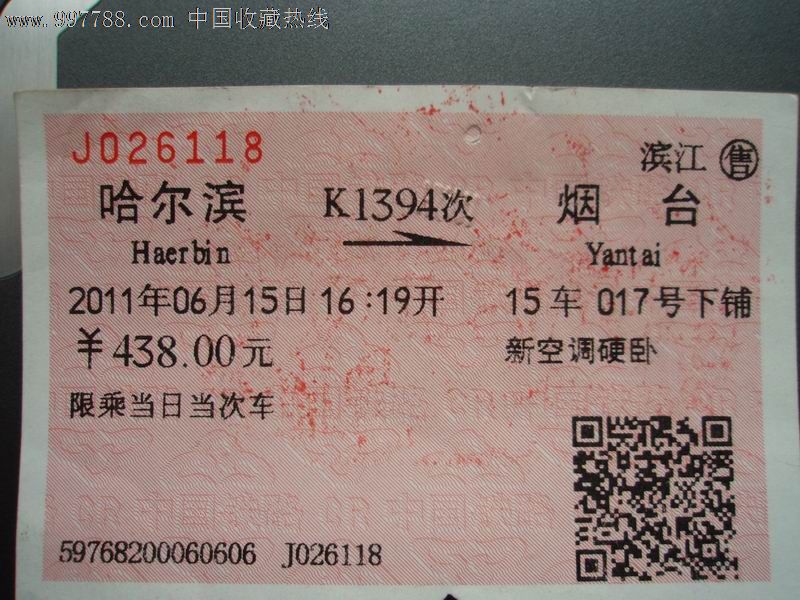 www.997788.com 中国收藏热线
J026118
滨江 售
哈尔滨 K1394次 烟台
Haerbin Yantai
2011年06月15日 16:19开 15车 017号下铺
￥438.00元 新空调硬卧
限乘当日当次车
59768200060606 J026118